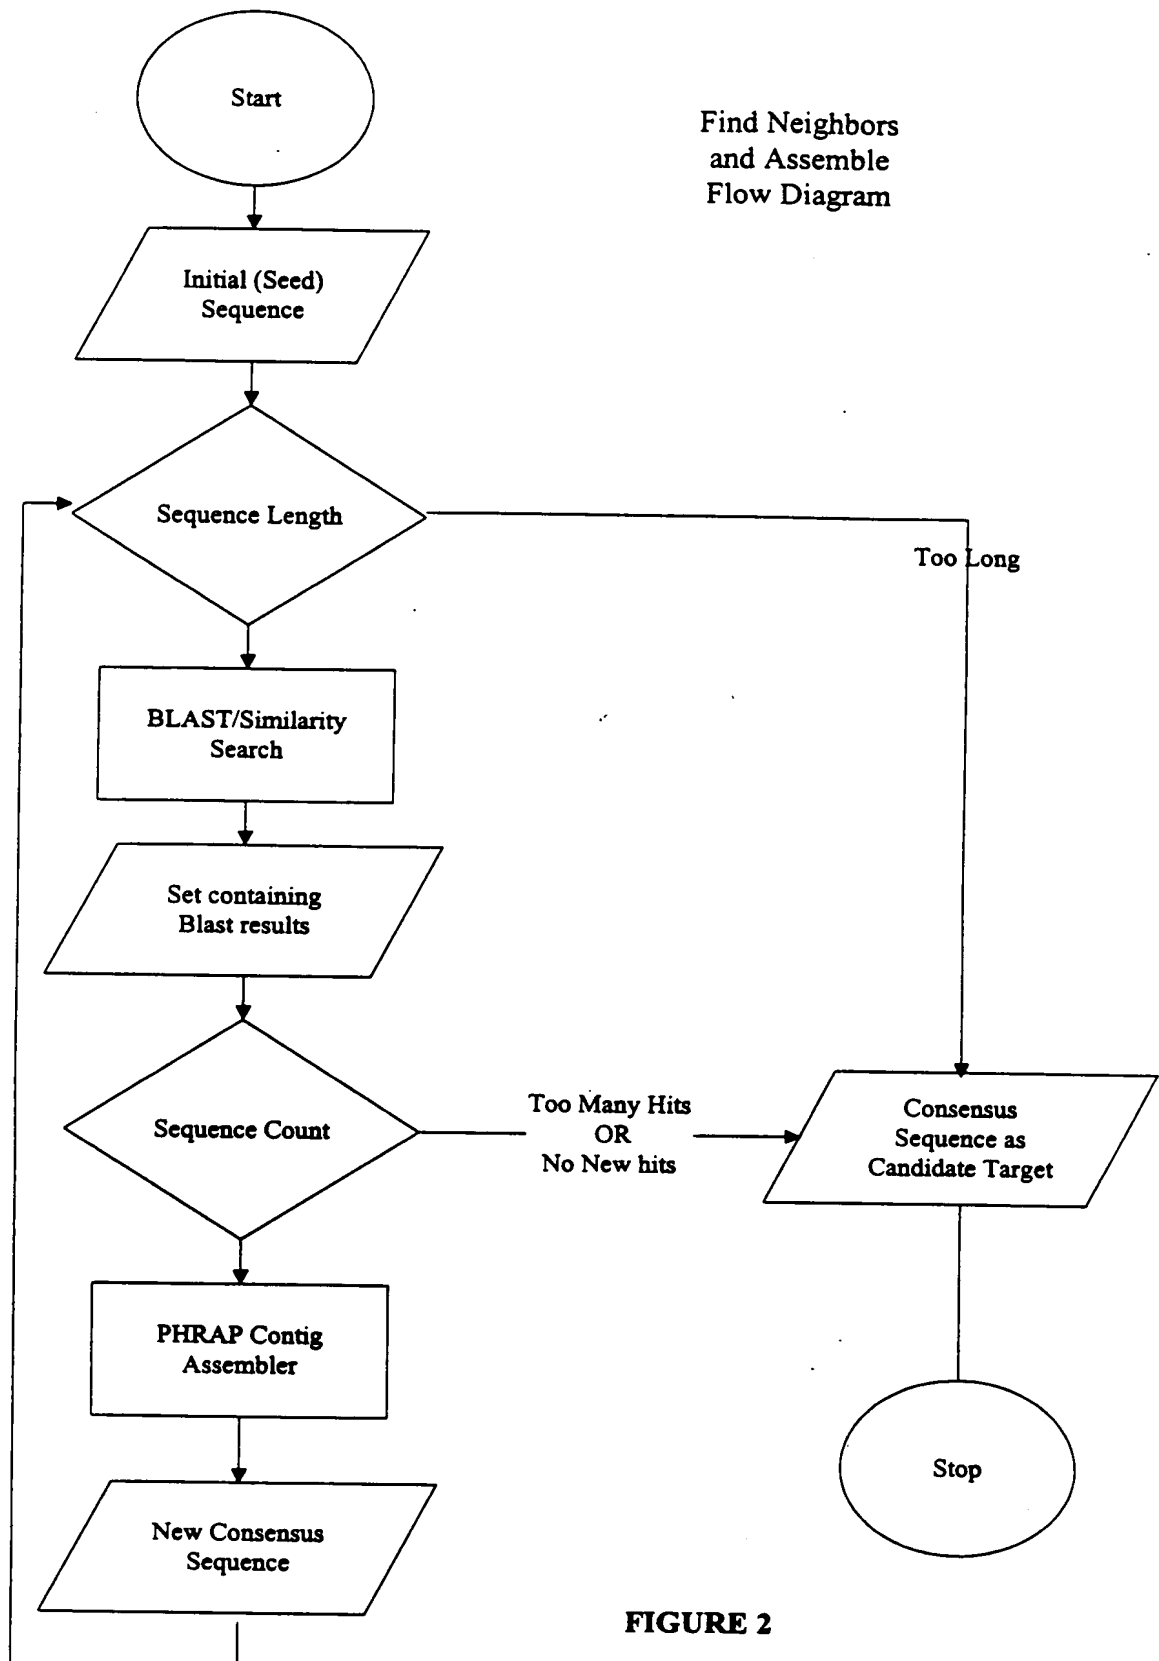 Start
Find Neighbors
and Assemble
Flow Diagram
Initial (Seed)
Sequence
Sequence Length
Too Long
BLAST/Similarity
Search
Set containing
Blast results
Sequence Count
Too Many Hits
OR
No New hits
Consensus
Sequence as
Candidate Target
PHRAP Contig
Assembler
Stop
New Consensus
Sequence
FIGURE 2